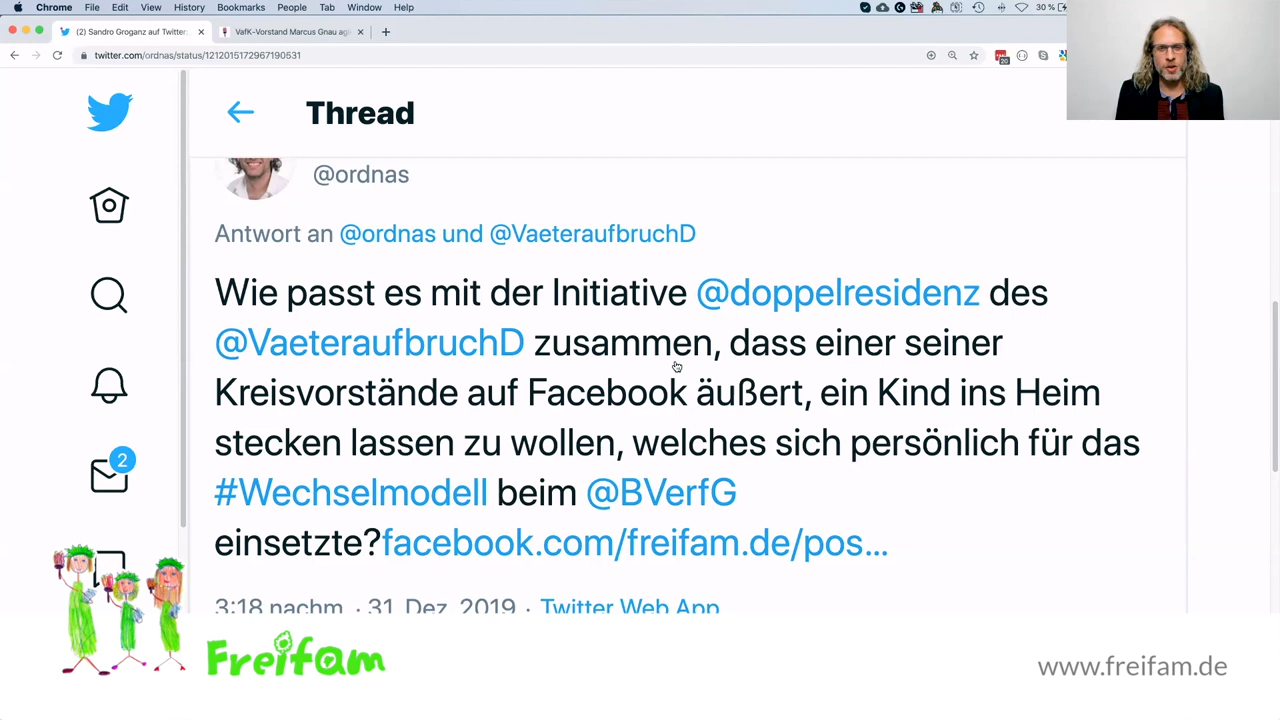 Chrome File Edit View History Bookmarks People Tab Window Help 30 %
(2) Sandro Groganz auf Twitter: VafK-Vorstand Marcus Gnau ag
twitter.com/ordnas/status/1212015172967190531
20
Thread
@ordnas
Antwort an @ordnas und @VaeteraufbruchD
Wie passt es mit der Initiative @doppelresidenz des
@VaeteraufbruchD zusammen, dass einer seiner
Kreisvorstände auf Facebook äußert, ein Kind ins Heim
stecken lassen zu wollen, welches sich persönlich für das
#Wechselmodell beim @BVerfG
einsetzte?facebook.com/freifam.de/pos...
2
3:18 nachm. · 31. Dez. 2019 · Twitter Web App
Freifam
www.freifam.de